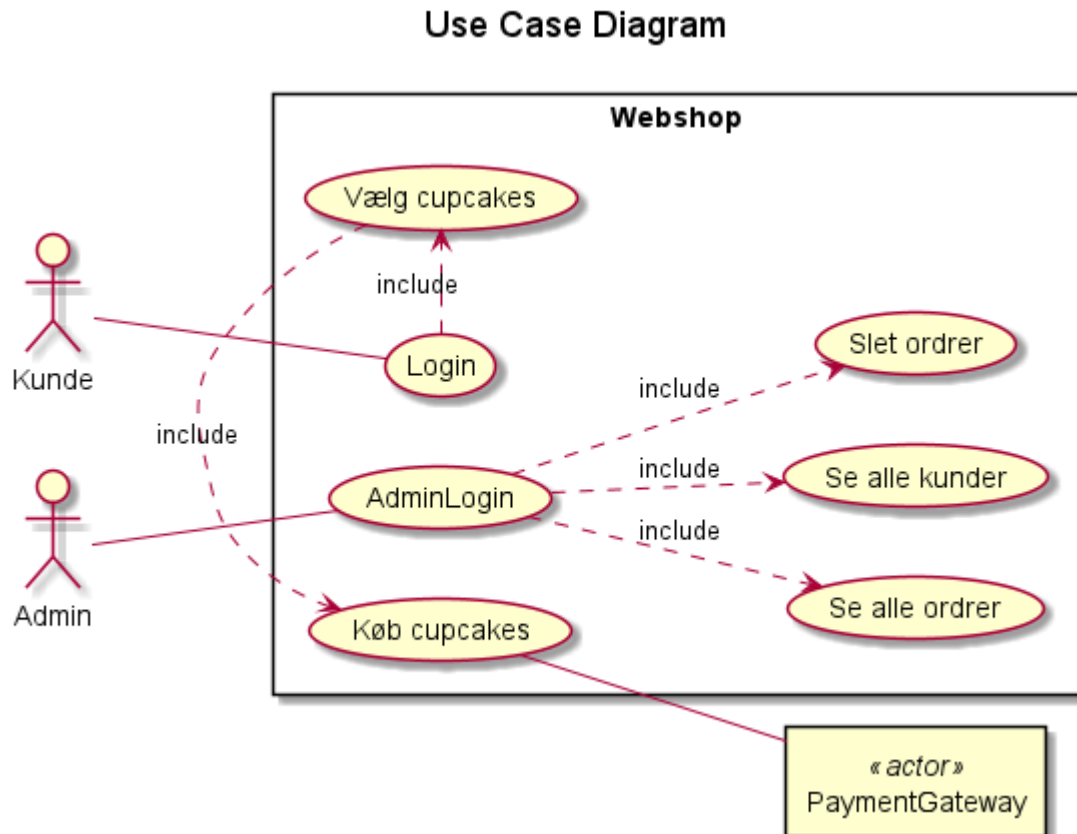 Use Case Diagram
Webshop
Vælg cupcakes
include
Login
Kunde
Slet ordrer
include
include
include
Se alle kunder
AdminLogin
include
Admin
Se alle ordrer
Køb cupcakes
«actor»
PaymentGateway